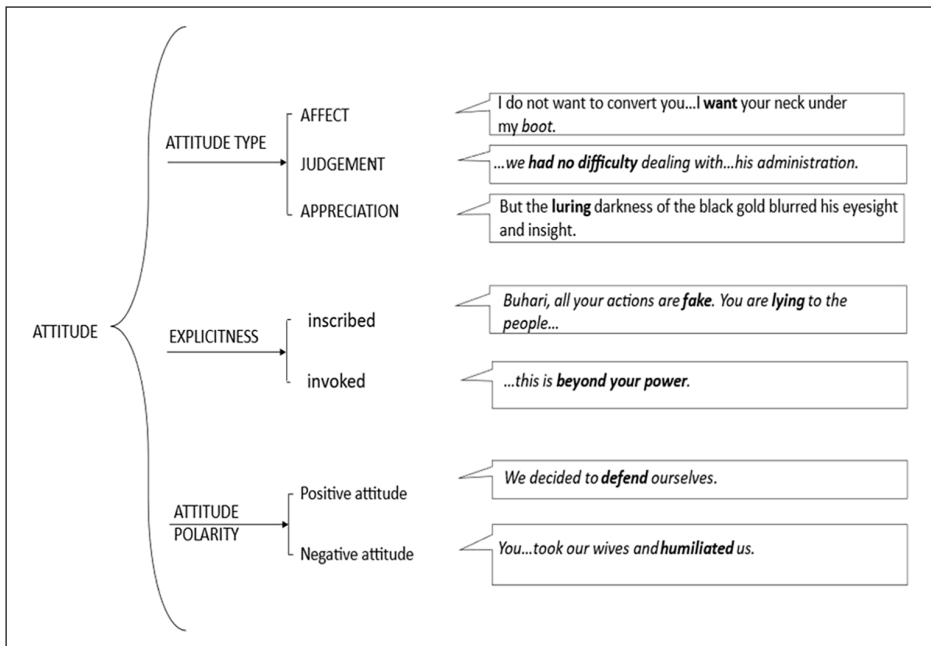 ATTITUDE
ATTITUDE TYPE
AFFECT
I do not want to convert you...I want your neck under
my boot.
JUDGEMENT
...we had no difficulty dealing with...his administration.
APPRECIATION
But the luring darkness of the black gold blurred his eyesight
and insight.
EXPLICITNESS
inscribed
Buhari, all your actions are fake. You are lying to the
people...
invoked
...this is beyond your power.
ATTITUDE
POLARITY
Positive attitude
We decided to defend ourselves.
Negative attitude
You...took our wives and humiliated us.